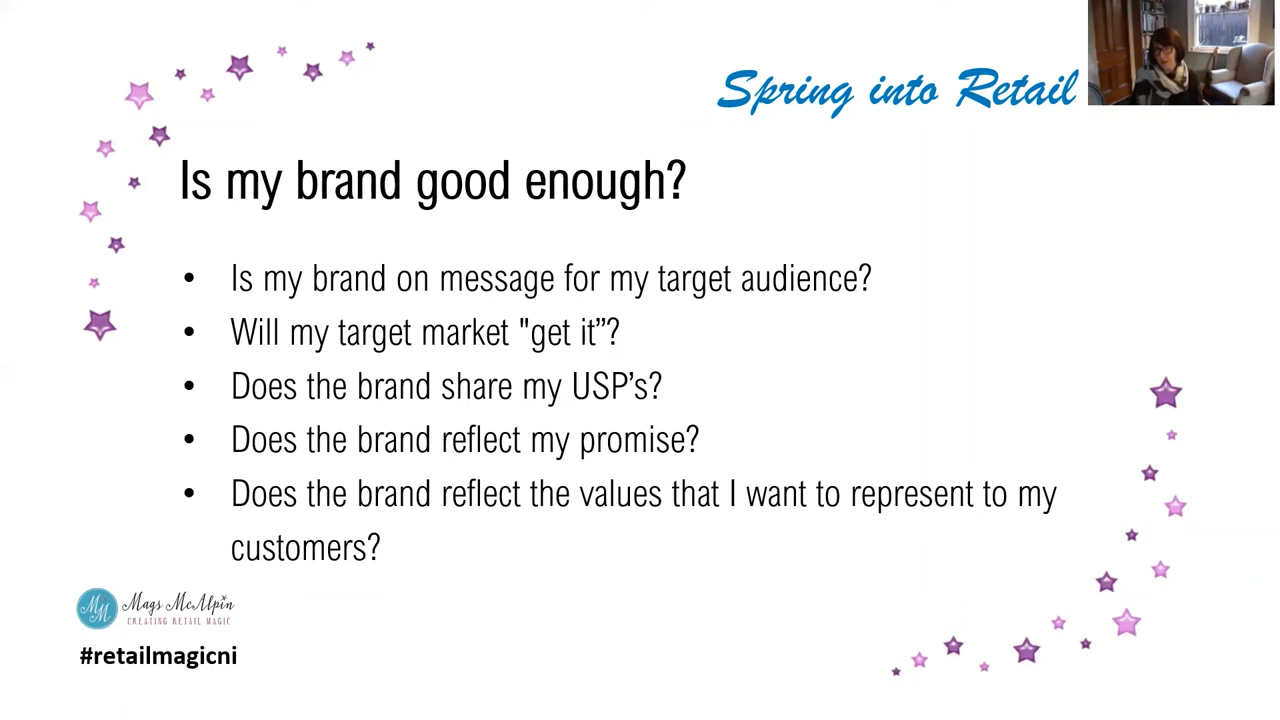 Spring into Retail
Is my brand good enough?
• Is my brand on message for my target audience?
• Will my target market "get it”?
• Does the brand share my USP’s?
• Does the brand reflect my promise?
• Does the brand reflect the values that I want to represent to my
customers?
MM
Mags McAlpin
CREATING RETAIL MAGIC
#retailmagicni